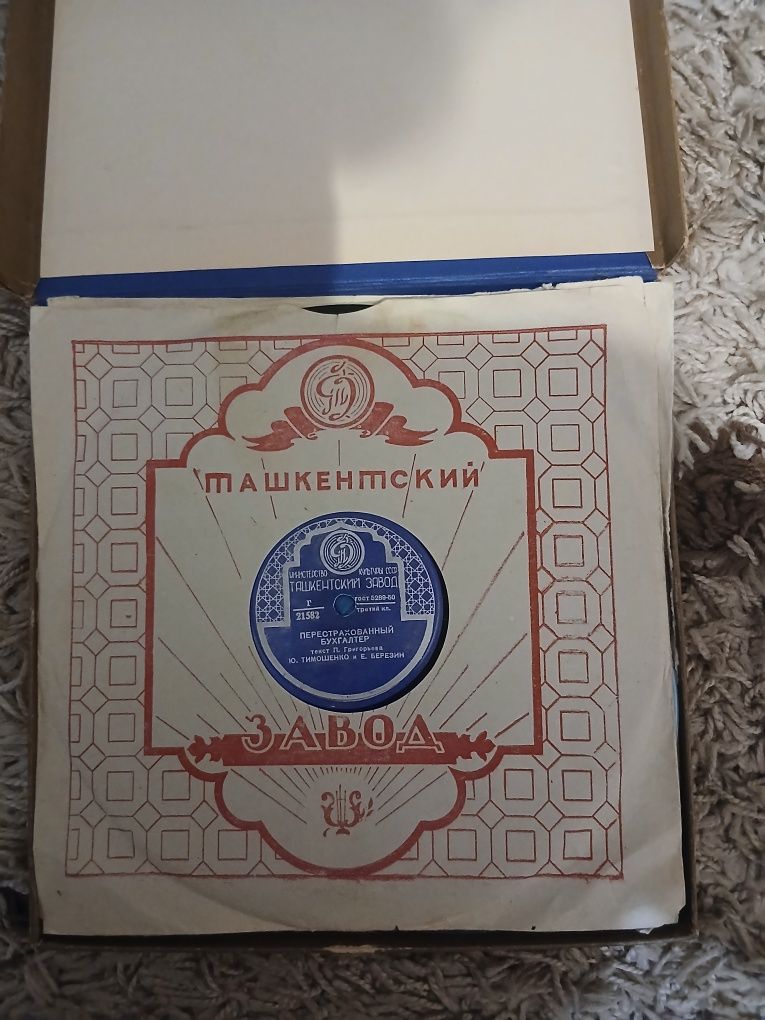 ТАШКЕНТСКИЙ
МИНИСТЕРСТВО КУЛЬТУРЫ СССР
ТАШКЕНТСКИЙ ЗАВОД
Г
21582
ГОСТ 5289-50
третий кл.
ПЕРЕСТРАХОВАННЫЙ
БУХГАЛТЕР
текст П. Григорьева
Ю. ТИМОШЕНКО и Е. БЕРЕЗИН
ЗАВОД